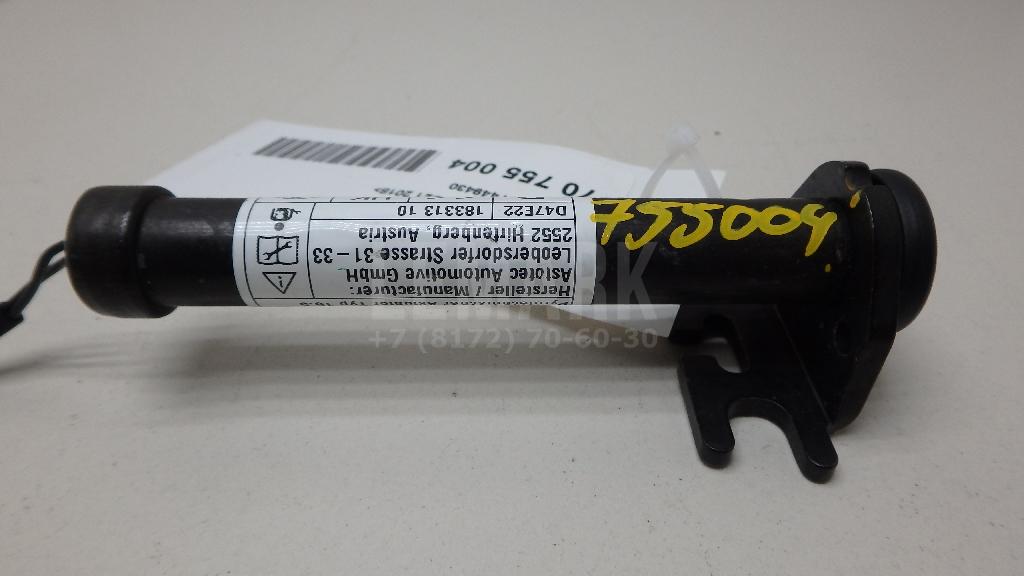 Hersteller / Manufacturer:
Astotec Automotive GmbH
Leobersdorfer Strasse 31 – 33
2552 Hirtenberg, Austria
D47E22
183313 10
755004
70 755 004
449430
+7 (8172) 70-60-30